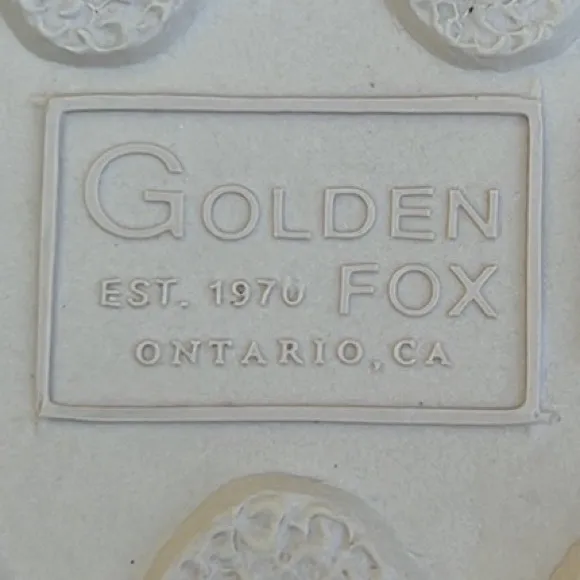 GOLDEN
EST. 1970 FOX
ONTARIO, CA